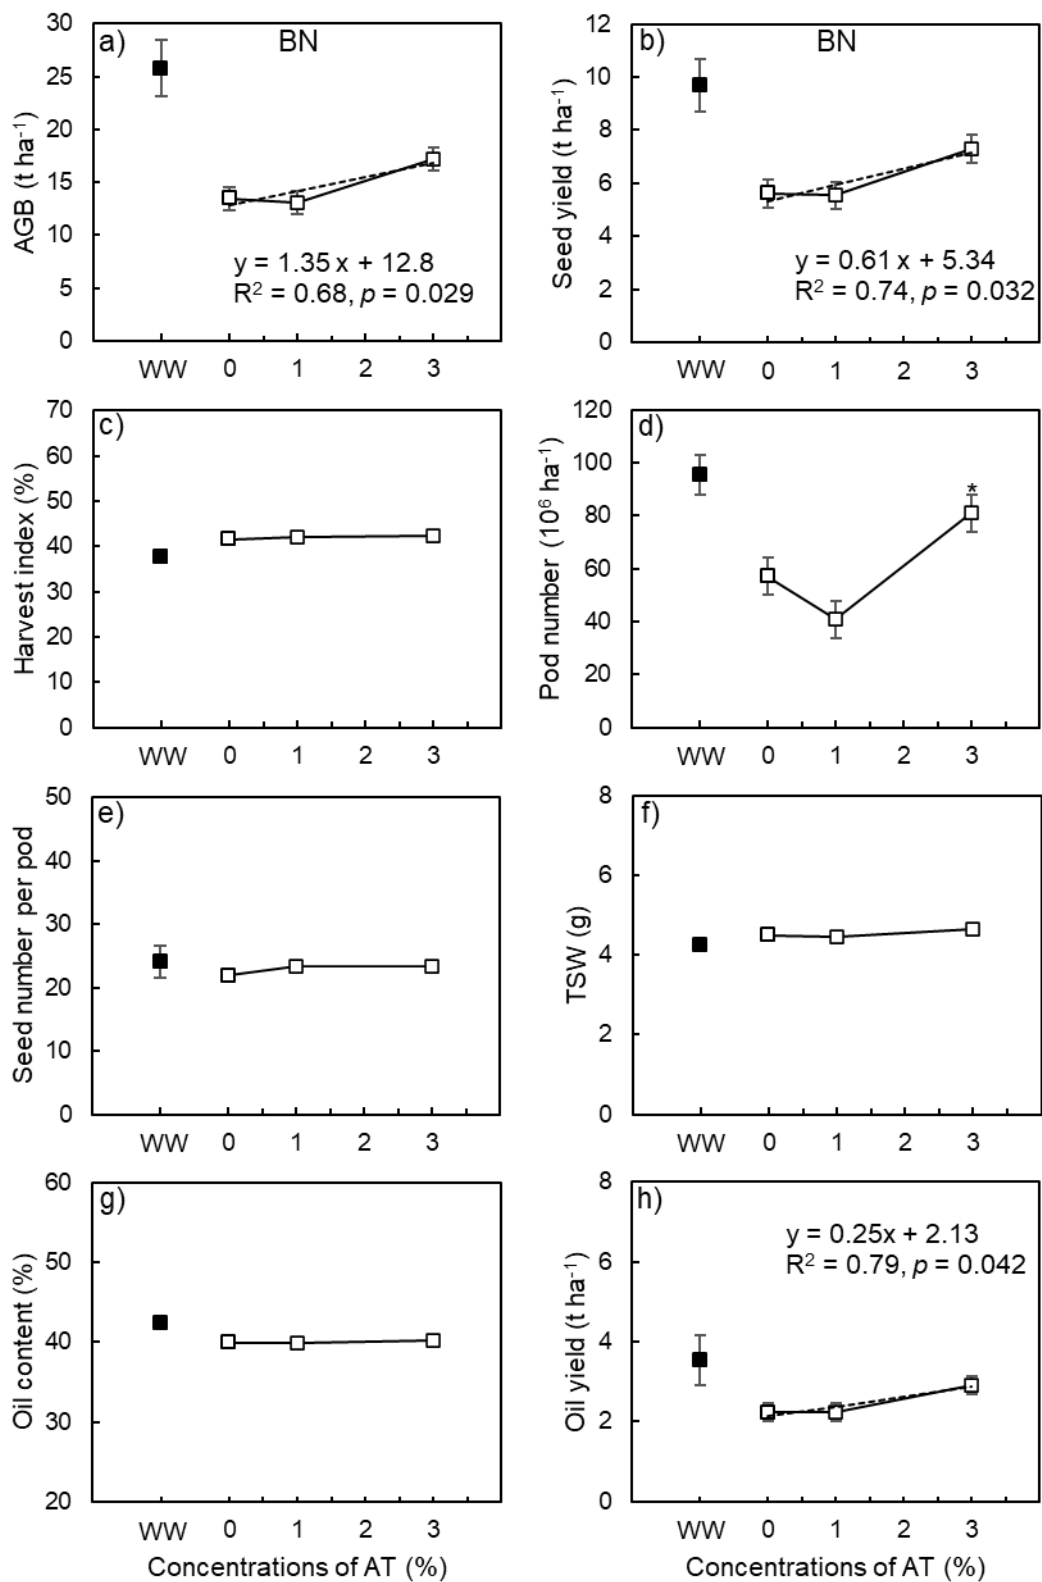 a) BN
AGB (t ha⁻¹)
30
25
20
15
10
5
0
y = 1.35 x + 12.8
R² = 0.68, p = 0.029
WW 0 1 2 3
b) BN
Seed yield (t ha⁻¹)
12
10
8
6
4
2
0
y = 0.61 x + 5.34
R² = 0.74, p = 0.032
WW 0 1 2 3
c)
Harvest index (%)
70
60
50
40
30
20
10
0
WW 0 1 2 3
d)
Pod number (10⁶ ha⁻¹)
120
100
80
60
40
20
0
*
WW 0 1 2 3
e)
Seed number per pod
50
40
30
20
10
0
WW 0 1 2 3
f)
TSW (g)
8
6
4
2
0
WW 0 1 2 3
g)
Oil content (%)
60
50
40
30
20
WW 0 1 2 3
Concentrations of AT (%)
h)
Oil yield (t ha⁻¹)
8
6
4
2
0
y = 0.25x + 2.13
R² = 0.79, p = 0.042
WW 0 1 2 3
Concentrations of AT (%)